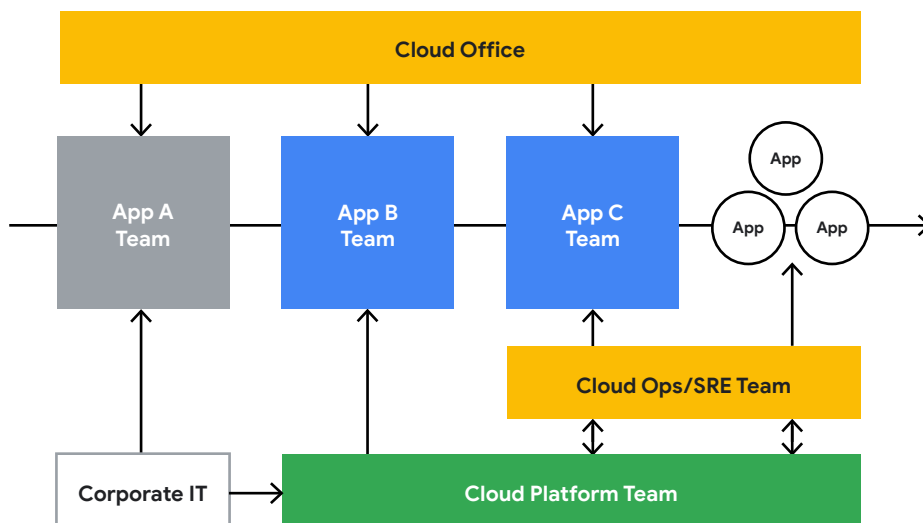 Cloud Office
App A
Team
App B
Team
App C
Team
App
App
App
Cloud Ops/SRE Team
Corporate IT
Cloud Platform Team